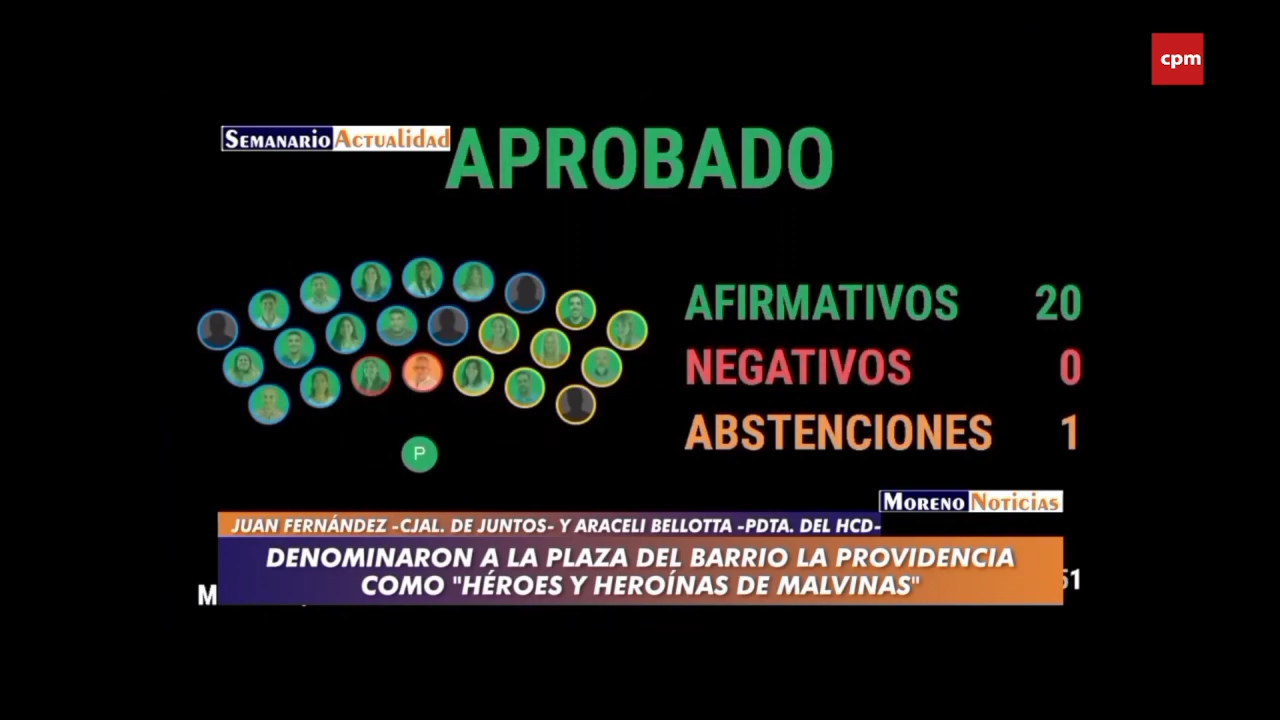 cpm
SEMANARIO ACTUALIDAD
APROBADO
AFIRMATIVOS 20
NEGATIVOS 0
ABSTENCIONES 1
P
MORENO NOTICIAS
JUAN FERNÁNDEZ -CJAL. DE JUNTOS- Y ARACELI BELLOTTA -PDTA. DEL HCD-
DENOMINARON A LA PLAZA DEL BARRIO LA PROVIDENCIA
COMO "HÉROES Y HEROÍNAS DE MALVINAS"